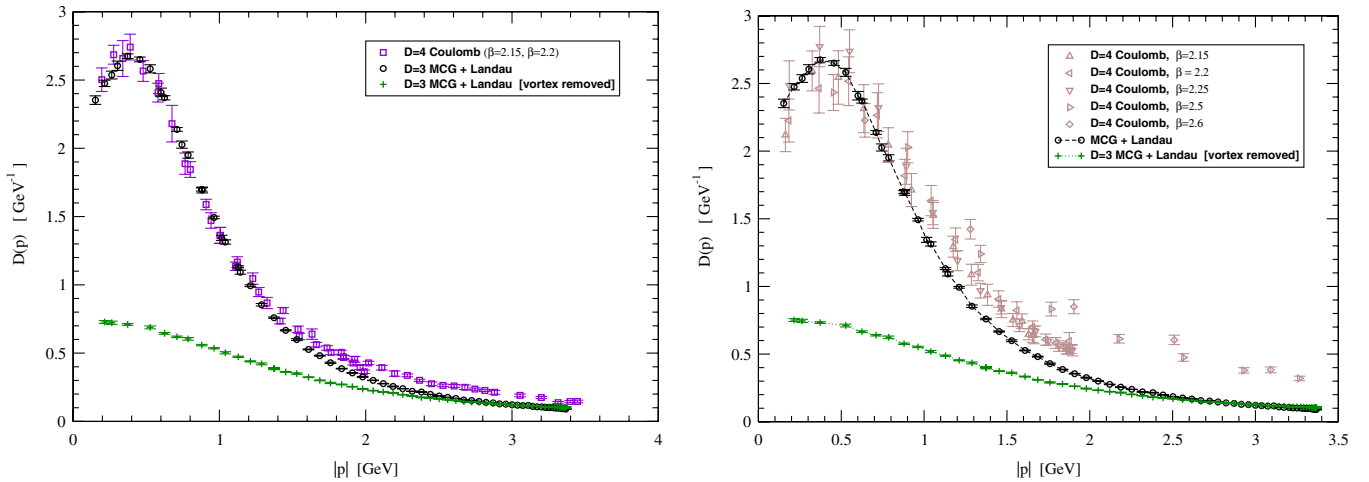 3
2.5
2
1.5
1
0.5
0
D(p) [ GeV⁻¹ ]
0
1
2
3
4
|p| [GeV]
D=4 Coulomb (β=2.15, β=2.2)
D=3 MCG + Landau
D=3 MCG + Landau [vortex removed]
3
2.5
2
1.5
1
0.5
0
D(p) [ GeV⁻¹ ]
0
0.5
1
1.5
2
2.5
3
3.5
|p| [GeV]
D=4 Coulomb, β=2.15
D=4 Coulomb, β = 2.2
D=4 Coulomb, β=2.25
D=4 Coulomb, β=2.5
D=4 Coulomb, β=2.6
MCG + Landau
D=3 MCG + Landau [vortex removed]